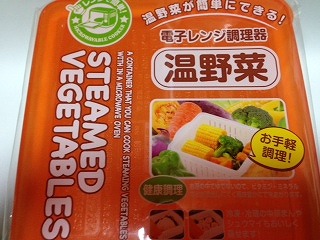 温野菜が簡単にできる!
電子レンジ調理器
温野菜
お手軽
調理!
健康調理
STEAMED
VEGETABLES
A CONTAINER THAT YOU CAN COOK STEAMING VEGETABLES
WITH IN A MICROWAVE OVEN